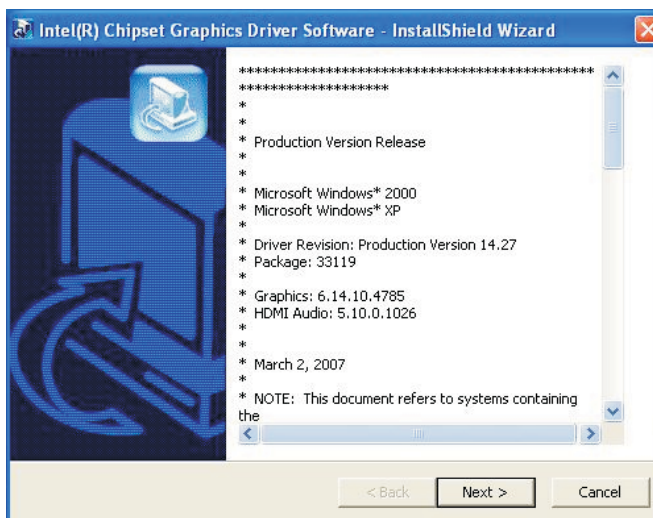 Intel(R) Chipset Graphics Driver Software - InstallShield Wizard
**********************************************
*******************
*
*
* Production Version Release
*
*
* Microsoft Windows* 2000
* Microsoft Windows* XP
*
* Driver Revision: Production Version 14.27
* Package: 33119
*
* Graphics: 6.14.10.4785
* HDMI Audio: 5.10.0.1026
*
*
* March 2, 2007
*
* NOTE:  This document refers to systems containing
the
< Back
Next >
Cancel